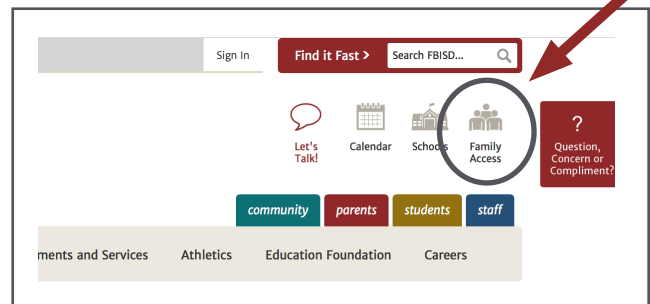 Sign In
Find it Fast >
Search FBISD...
Let's
Talk!
Calendar
Schools
Family
Access
?
Question,
Concern or
Compliment?
community
parents
students
staff
ments and Services
Athletics
Education Foundation
Careers